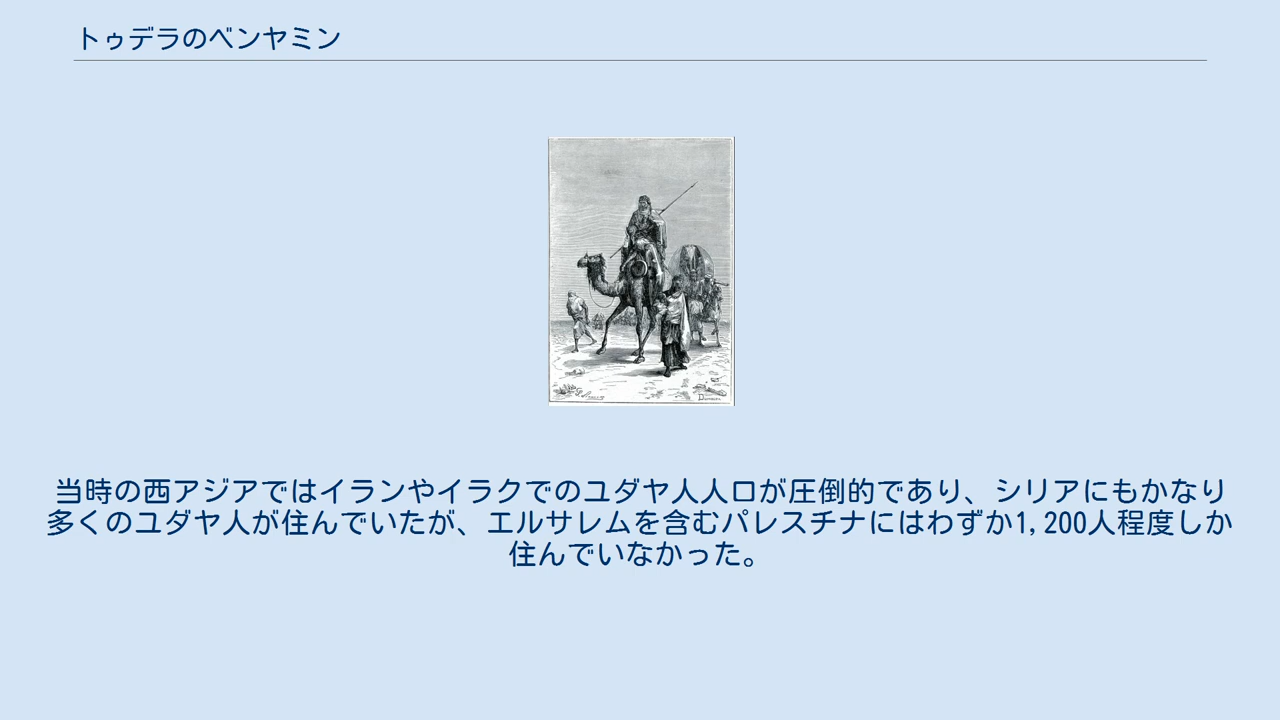 トゥデラのベンヤミン
当時の西アジアではイランやイラクでのユダヤ人人口が圧倒的であり、シリアにもかなり
多くのユダヤ人が住んでいたが、エルサレムを含むパレスチナにはわずか1,200人程度しか
住んでいなかった。